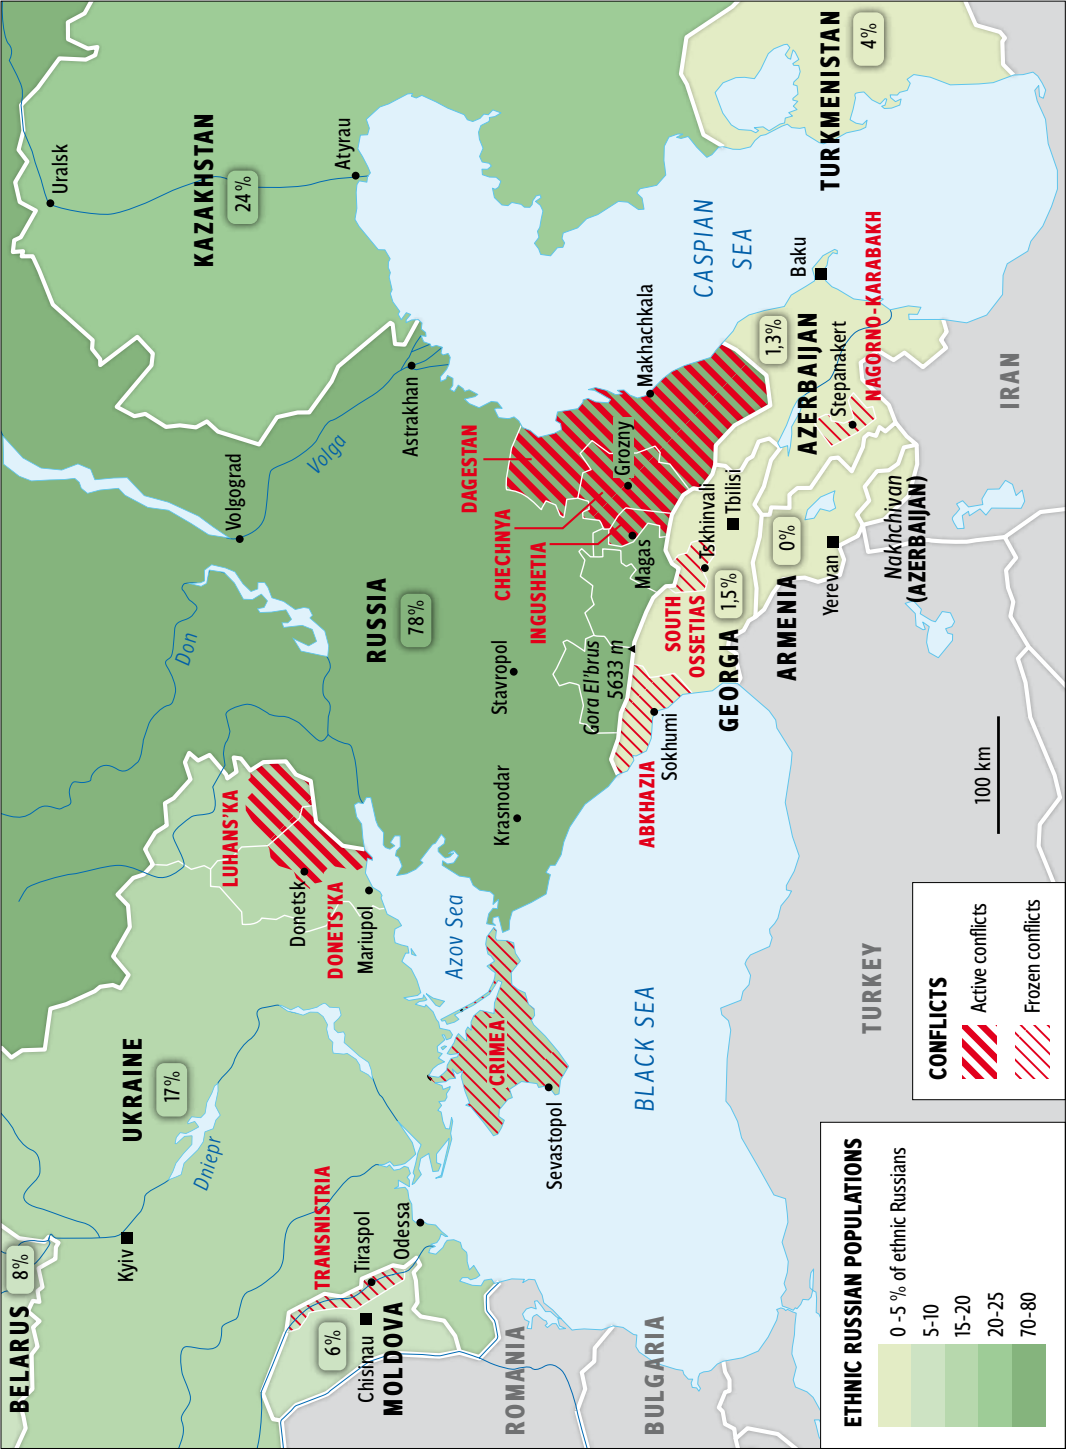 BELARUS
8%
Kyiv
UKRAINE
17%
Dniepr
TRANSNISTRIA
Tiraspol
Odessa
6%
Chisinau
MOLDOVA
ROMANIA
BULGARIA
LUHANS'KA
Donetsk
DONETS'KA
Mariupol
Azov Sea
CRIMEA
Sevastopol
BLACK SEA
Don
Volgograd
Volga
RUSSIA
78%
Astrakhan
Stavropol
Krasnodar
Uralsk
KAZAKHSTAN
24%
Atyrau
DAGESTAN
CHECHNYA
INGUSHETIA
Grozny
Makhachkala
Magas
Gora El'brus
5633 m
ABKHAZIA
Sokhumi
SOUTH
OSSETIAS
Tskhinvali
Tbilisi
GEORGIA
1,5%
ARMENIA
0%
Yerevan
CASPIAN
SEA
Baku
1,3%
AZERBAIJAN
Stepanakert
NAGORNO-KARABAKH
Nakhchivan
(AZERBAIJAN)
TURKMENISTAN
4%
IRAN
TURKEY
100 km
ETHNIC RUSSIAN POPULATIONS
0 -5 % of ethnic Russians
5-10
15-20
20-25
70-80
CONFLICTS
Active conflicts
Frozen conflicts